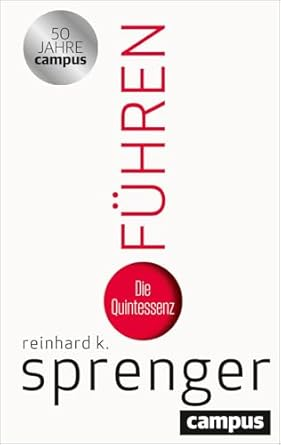 50
JAHRE
campus
FÜHREN
Die
Quintessenz
reinhard k.
sprenger
campus